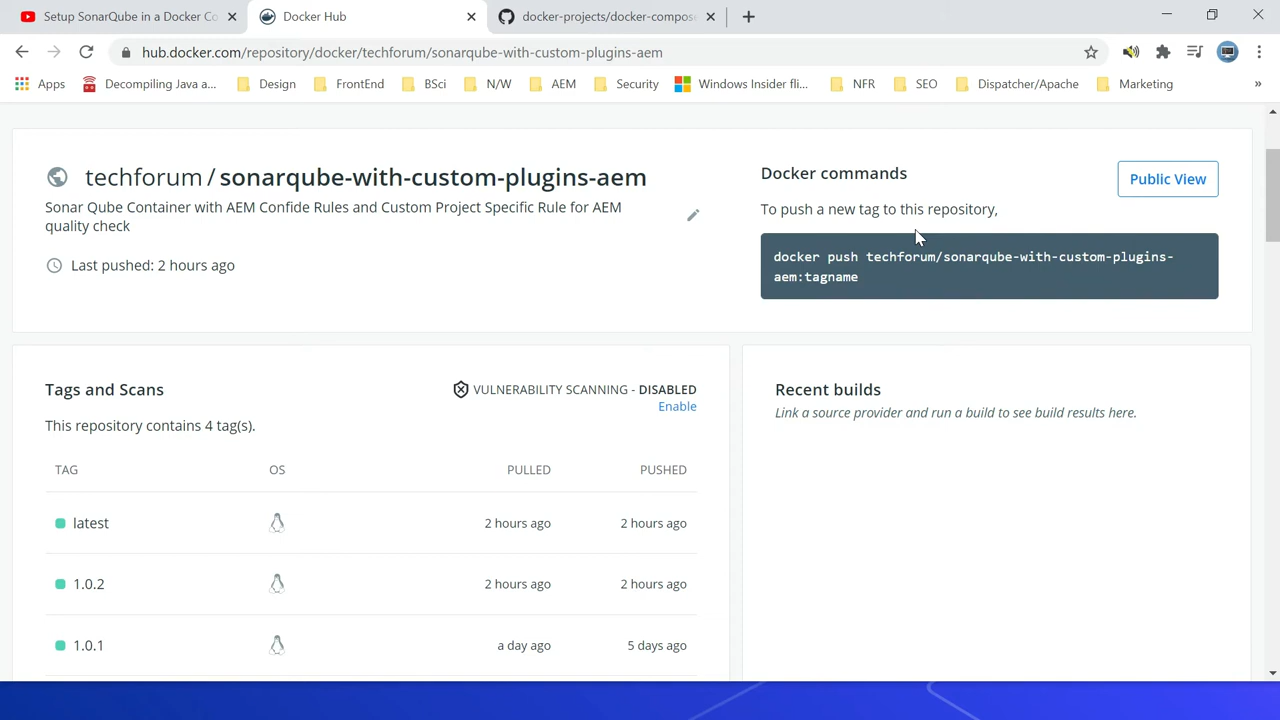 Setup SonarQube in a Docker Co
Docker Hub
docker-projects/docker-compos
hub.docker.com/repository/docker/techforum/sonarqube-with-custom-plugins-aem
Apps
Decompiling Java a...
Design
FrontEnd
BSci
N/W
AEM
Security
Windows Insider fli...
NFR
SEO
Dispatcher/Apache
Marketing
»
techforum / sonarqube-with-custom-plugins-aem
Sonar Qube Container with AEM Confide Rules and Custom Project Specific Rule for AEM
quality check
Last pushed: 2 hours ago
Docker commands
Public View
To push a new tag to this repository,
docker push techforum/sonarqube-with-custom-plugins-
aem:tagname
Tags and Scans
VULNERABILITY SCANNING - DISABLED
Enable
This repository contains 4 tag(s).
TAG OS PULLED PUSHED
latest 2 hours ago 2 hours ago
1.0.2 2 hours ago 2 hours ago
1.0.1 a day ago 5 days ago
Recent builds
Link a source provider and run a build to see build results here.